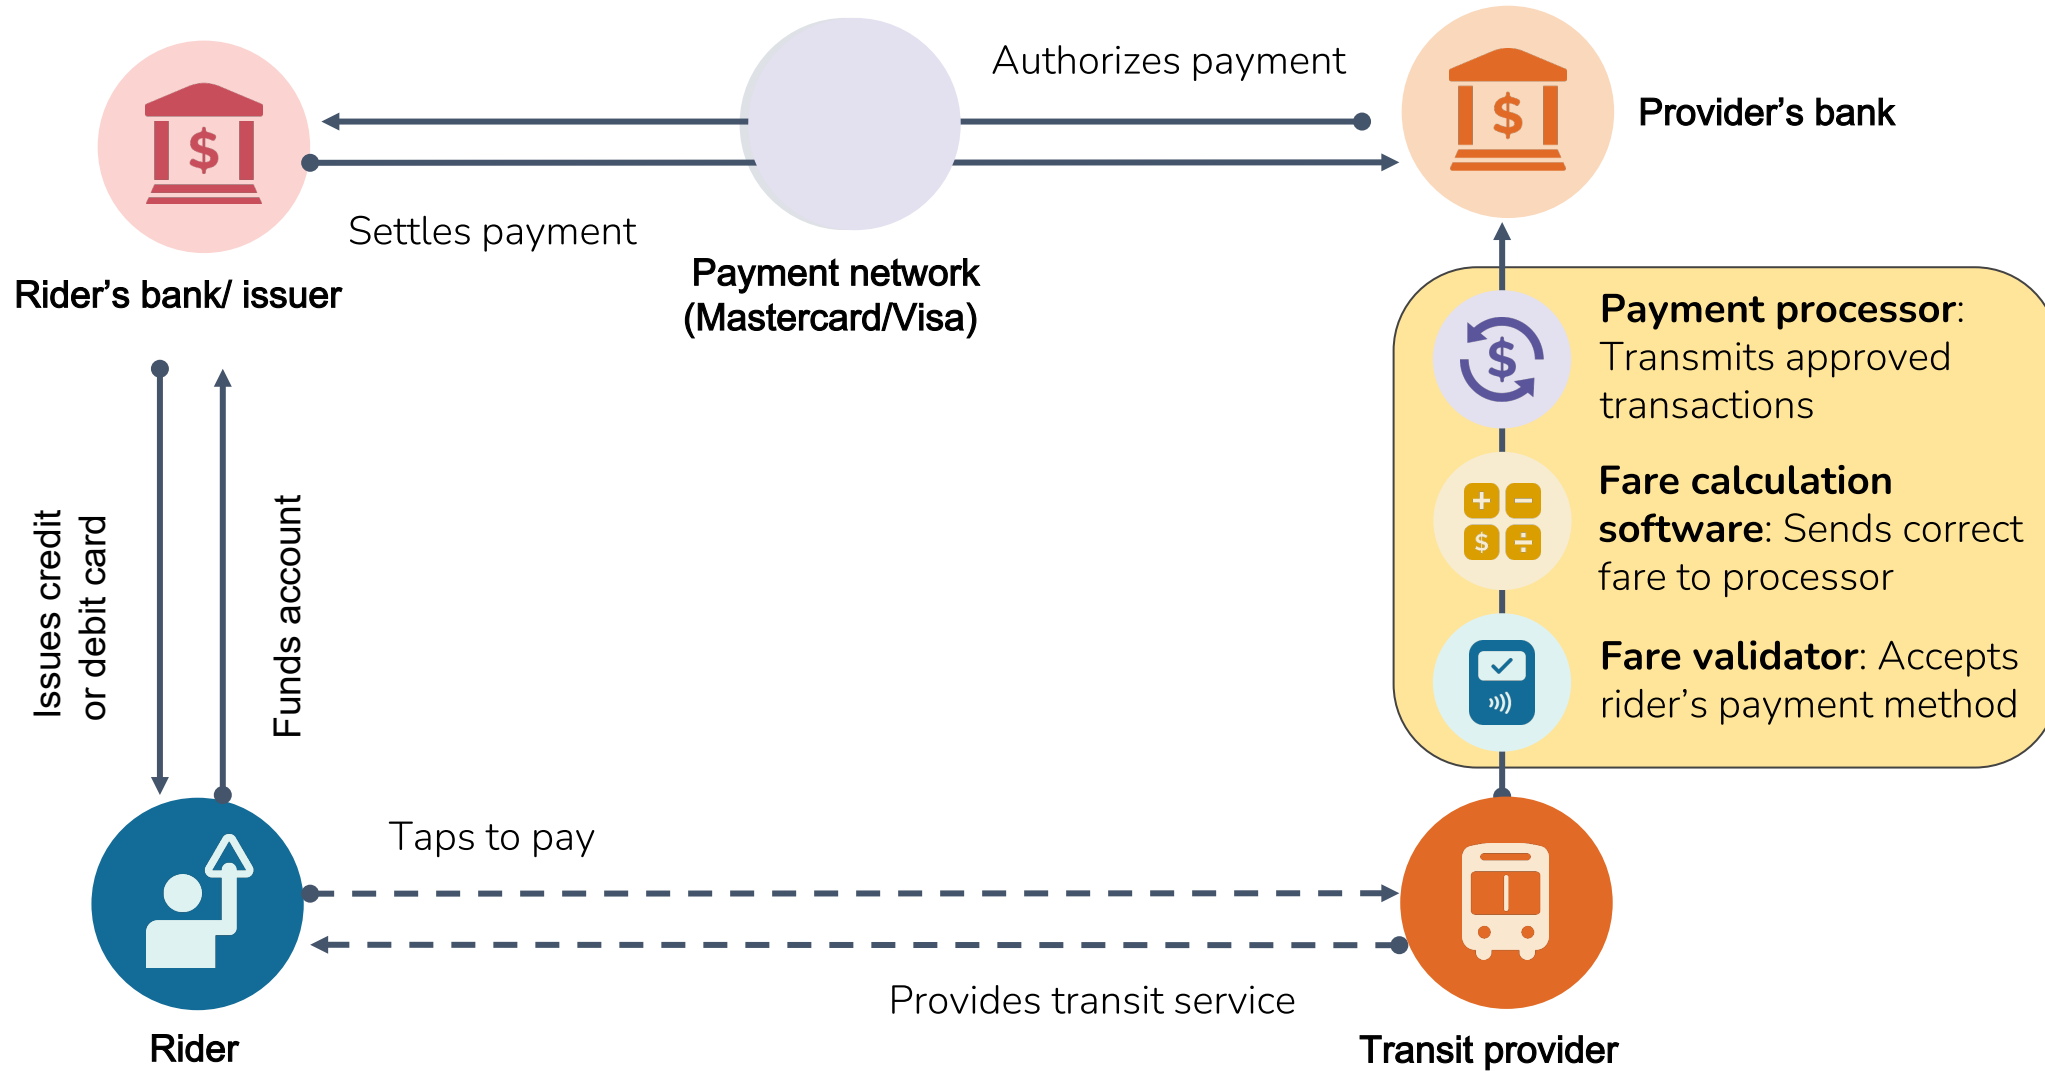 Authorizes payment
Provider's bank
Settles payment
Rider's bank/ issuer
Payment network
(Mastercard/Visa)
Payment processor:
Transmits approved
transactions
Fare calculation
software: Sends correct
fare to processor
Fare validator: Accepts
rider's payment method
Issues credit
or debit card
Funds account
Taps to pay
Provides transit service
Rider
Transit provider